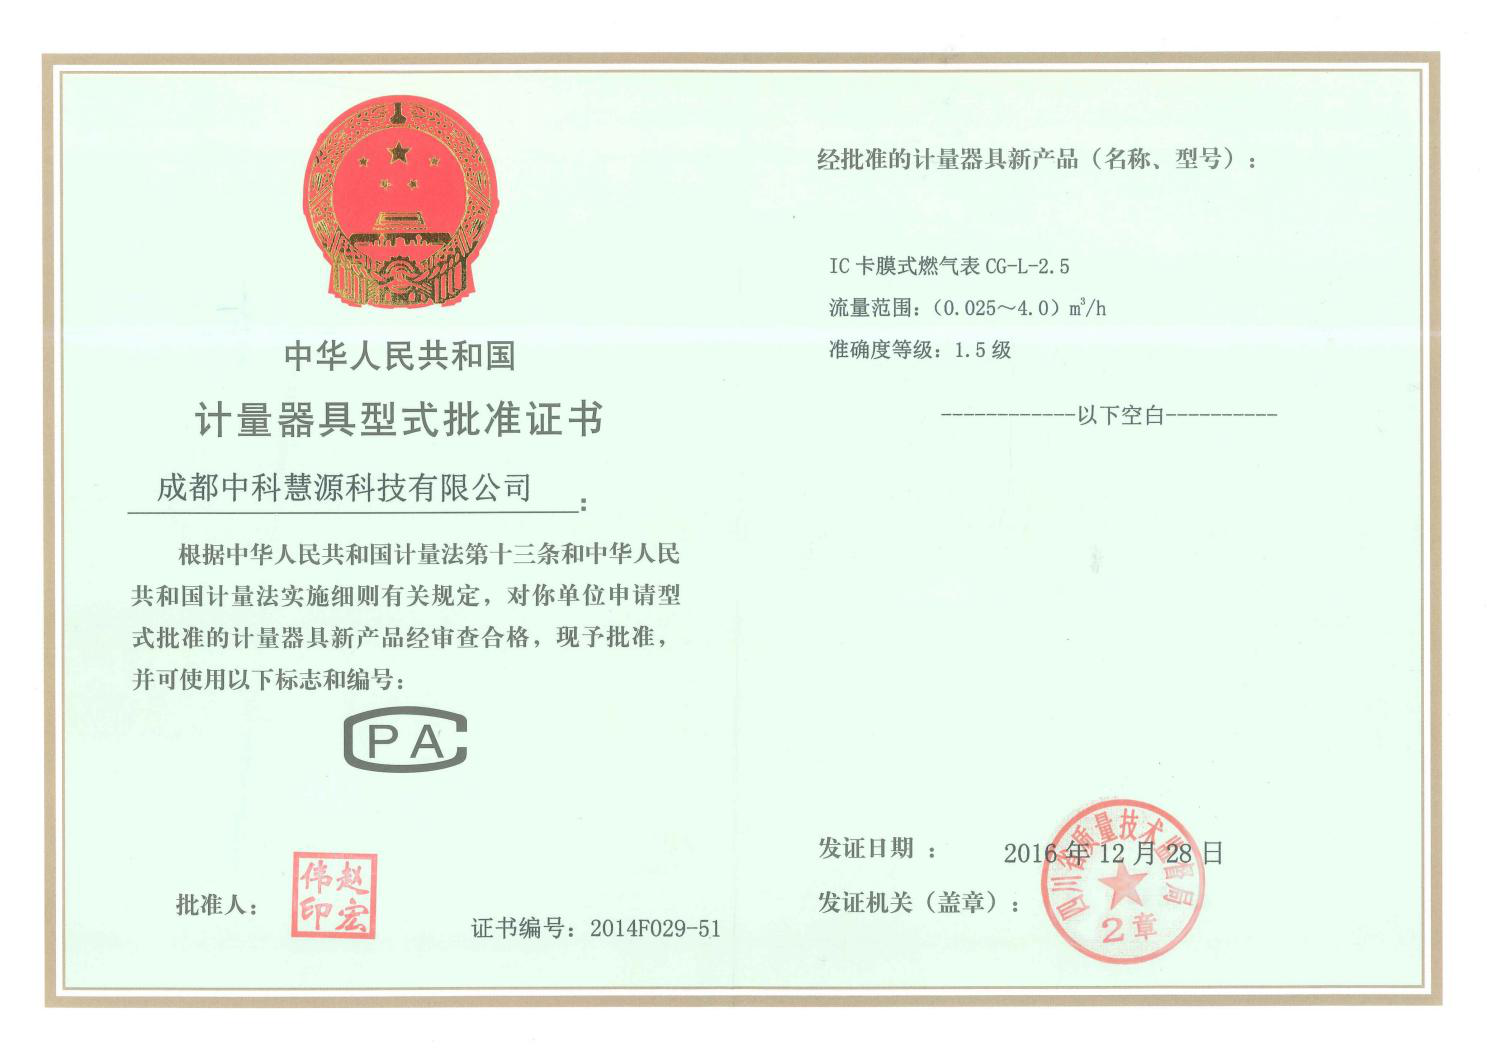 中华人民共和国
计量器具型式批准证书
成都中科慧源科技有限公司：
根据中华人民共和国计量法第十三条和中华人民
共和国计量法实施细则有关规定，对你单位申请型
式批准的计量器具新产品经审查合格，现予批准，
并可使用以下标志和编号：
CPA
批准人：
赵宏伟印
证书编号：2014F029-51
经批准的计量器具新产品（名称、型号）：
IC 卡膜式燃气表 CG-L-2.5
流量范围：（0.025～4.0）m³/h
准确度等级：1.5 级
------------以下空白----------
发证日期 ：
2016 年 12 月 28 日
发证机关（盖章）：
四川省质量技术监督局
2章